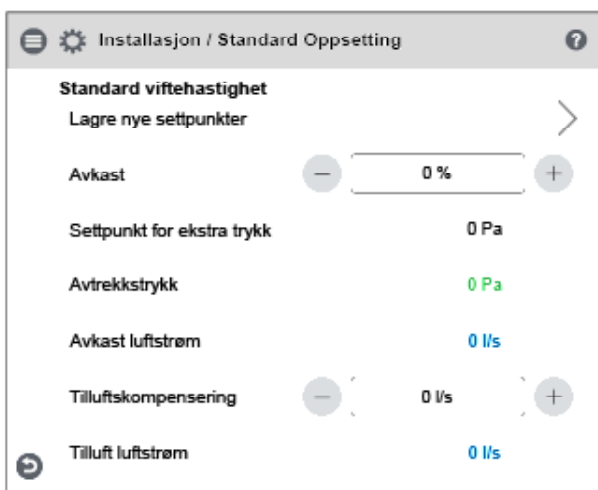 Installasjon / Standard Oppsetting ?
Standard viftehastighet
Lagre nye settpunkter
Avkast − 0 % +
Settpunkt for ekstra trykk 0 Pa
Avtrekkstrykk 0 Pa
Avkast luftstrøm 0 l/s
Tilluftskompensering − 0 l/s +
Tilluft luftstrøm 0 l/s